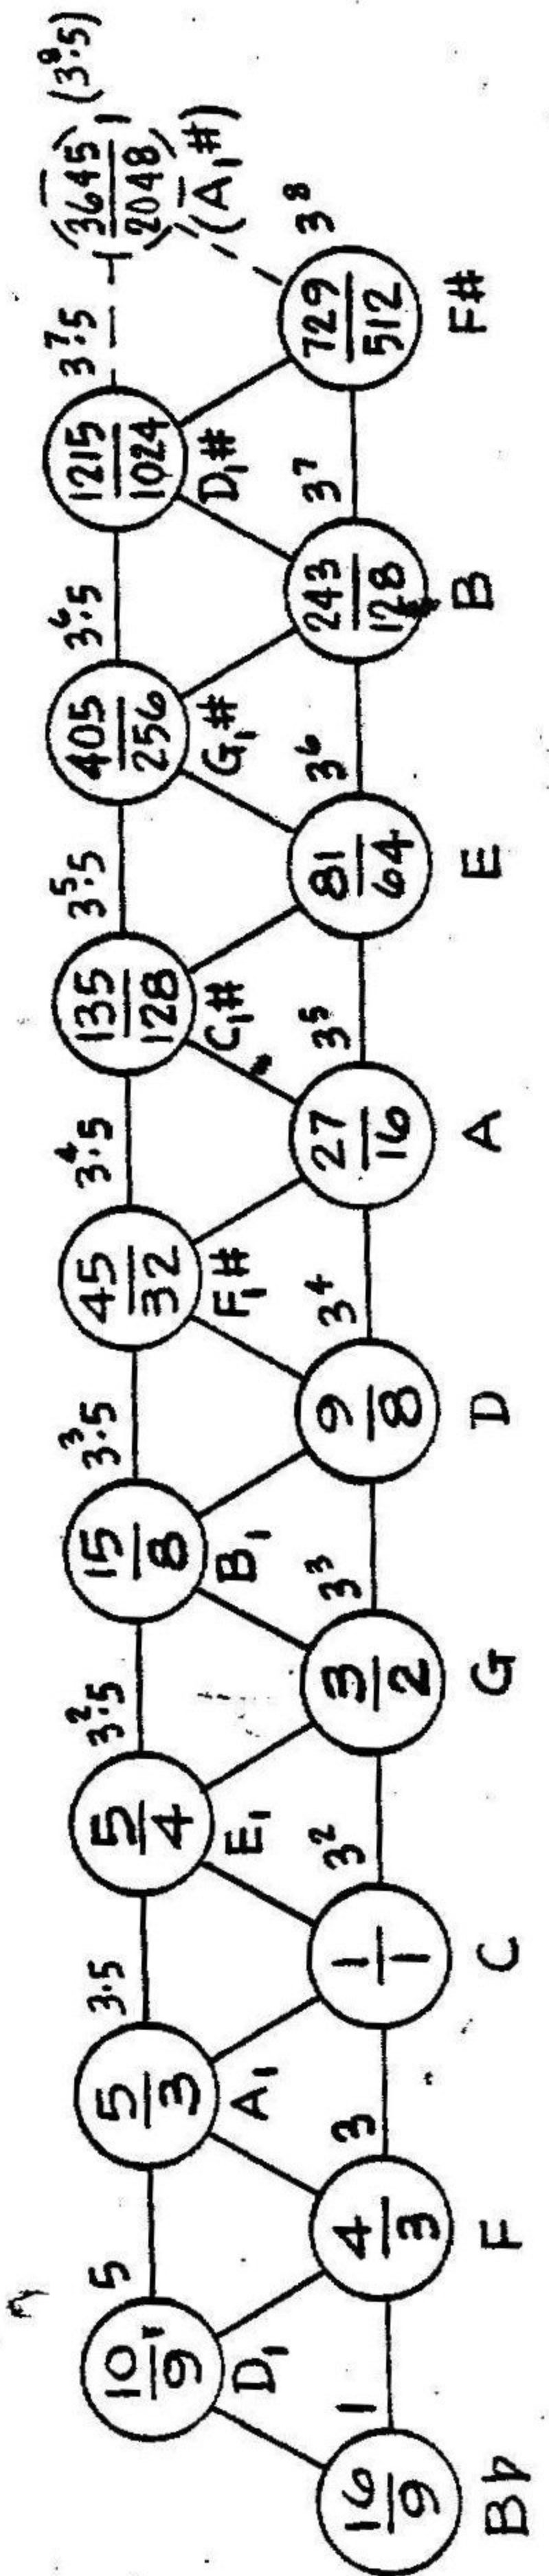 5 3·5 3²·5 3³·5 3⁴·5 3⁵·5 3⁶·5 3⁷·5 (3⁸·5)
10/9 5/3 5/4 15/8 45/32 135/128 405/256 1215/1024 (3645/2048)
D₁ A₁ E₁ B₁ F₁# C₁# G₁# D₁# (A₁#)
1 3 3² 3³ 3⁴ 3⁵ 3⁶ 3⁷ 3⁸
16/9 4/3 1/1 3/2 9/8 27/16 81/64 243/128 729/512
B♭ F C G D A E B F#